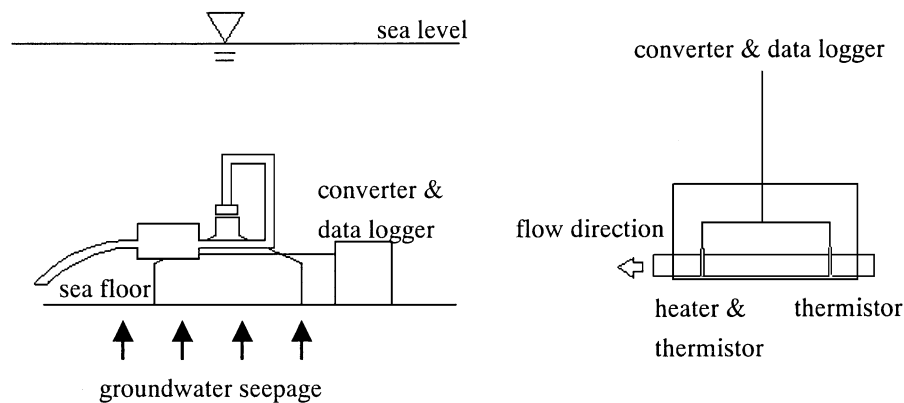 sea level
converter &
data logger
sea floor
groundwater seepage
converter & data logger
flow direction
heater &
thermistor
thermistor